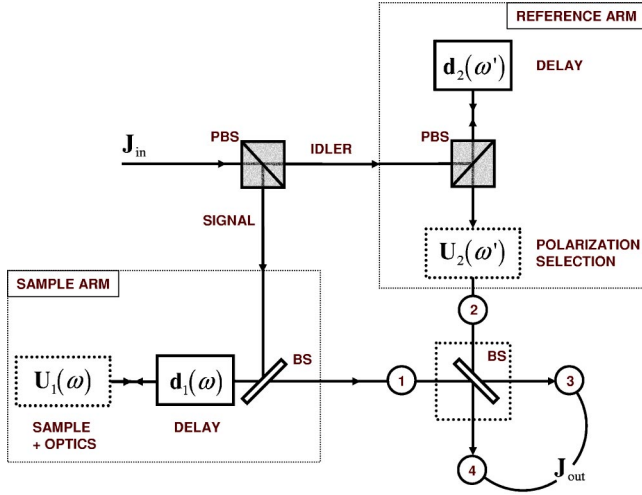 REFERENCE ARM
d₂(ω')
DELAY
PBS
PBS
J_in
IDLER
SIGNAL
U₂(ω')
POLARIZATION
SELECTION
SAMPLE ARM
2
BS
BS
U₁(ω)
d₁(ω)
1
3
SAMPLE
+ OPTICS
DELAY
4
J_out